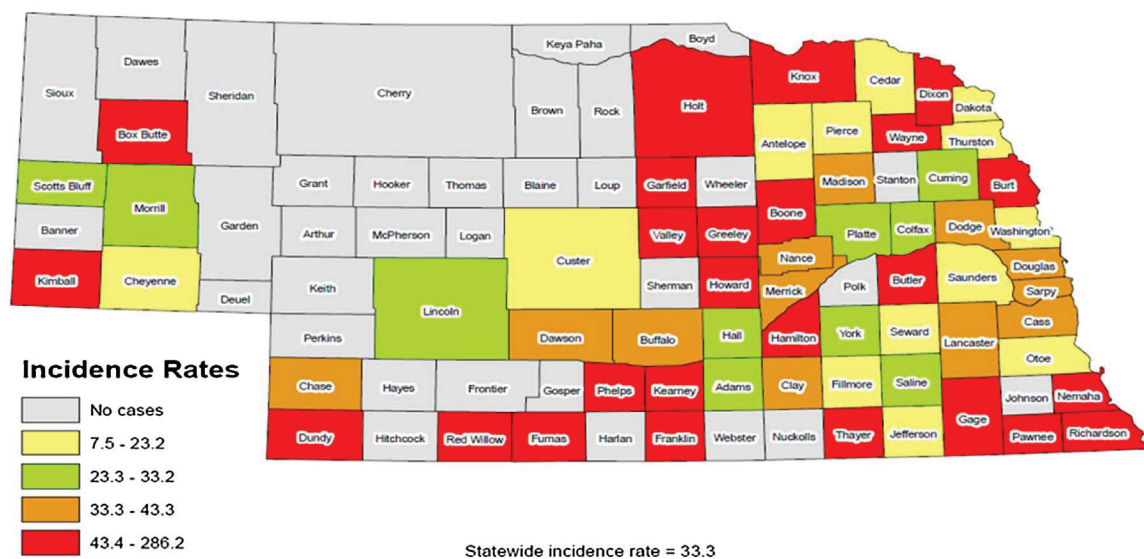 Keya Paha
Boyd
Dawes
Sioux
Sheridan
Cherry
Brown
Rock
Holt
Knox
Cedar
Dixon
Dakota
Box Butte
Antelope
Pierce
Wayne
Thurston
Scotts Bluff
Morrill
Grant
Hooker
Thomas
Blaine
Loup
Garfield
Wheeler
Madison
Stanton
Cuming
Burt
Banner
Garden
Arthur
McPherson
Logan
Custer
Valley
Greeley
Boone
Platte
Colfax
Dodge
Washington
Kimball
Cheyenne
Deuel
Keith
Lincoln
Sherman
Howard
Nance
Merrick
Polk
Butler
Saunders
Douglas
Sarpy
Perkins
Dawson
Buffalo
Hall
Hamilton
York
Seward
Lancaster
Cass
Otoe
Chase
Hayes
Frontier
Gosper
Phelps
Kearney
Adams
Clay
Fillmore
Saline
Gage
Johnson
Nemaha
Dundy
Hitchcock
Red Willow
Furnas
Harlan
Franklin
Webster
Nuckolls
Thayer
Jefferson
Pawnee
Richardson
Incidence Rates
No cases
7.5 - 23.2
23.3 - 33.2
33.3 - 43.3
43.4 - 286.2
Statewide incidence rate = 33.3